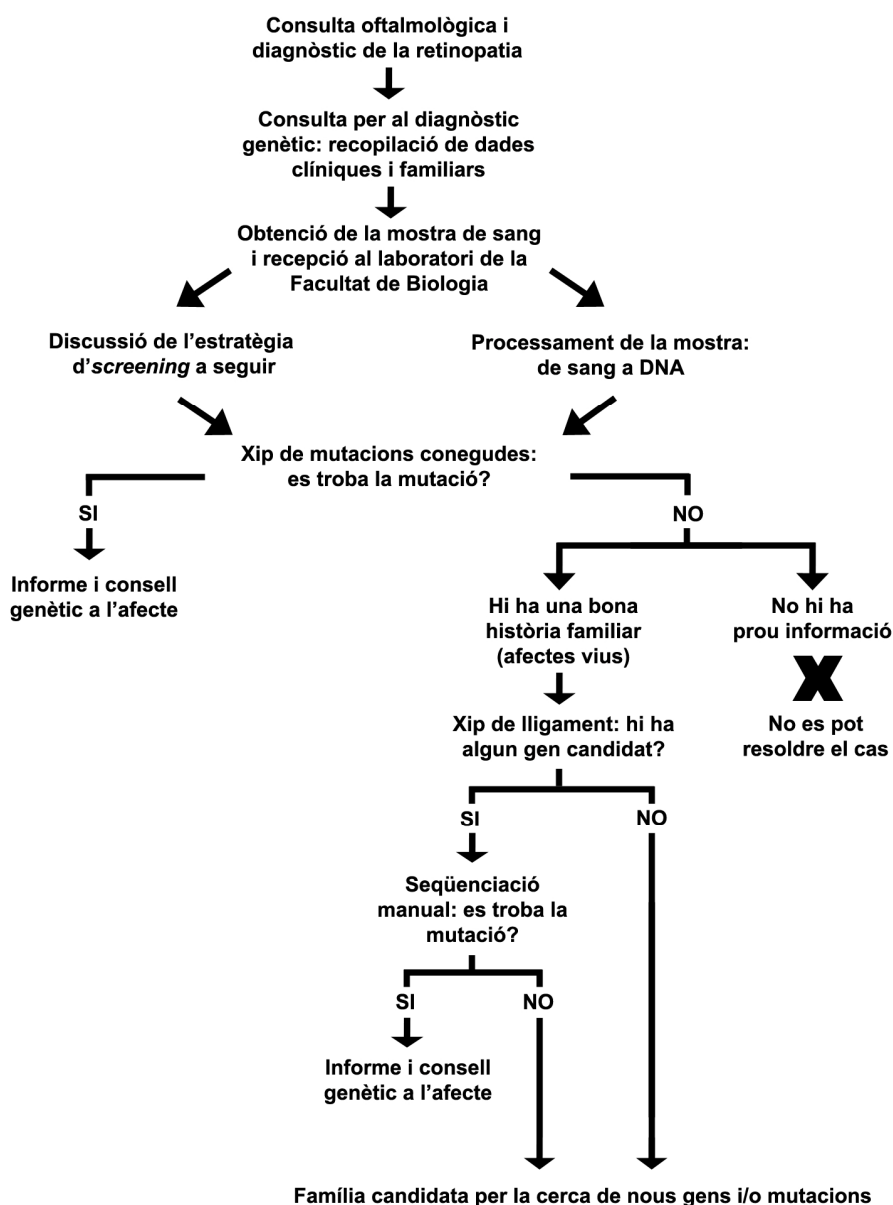 Consulta oftalmològica i
diagnòstic de la retinopatia
Consulta per al diagnòstic
genètic: recopilació de dades
clíniques i familiars
Obtenció de la mostra de sang
i recepció al laboratori de la
Facultat de Biologia
Discussió de l'estratègia
d'screening a seguir
Processament de la mostra:
de sang a DNA
Xip de mutacions conegudes:
es troba la mutació?
SI
NO
Informe i consell
genètic a l'afecte
Hi ha una bona
història familiar
(afectes vius)
No hi ha
prou informació
No es pot
resoldre el cas
Xip de lligament: hi ha
algun gen candidat?
SI
NO
Seqüenciació
manual: es troba la
mutació?
SI
NO
Informe i consell
genètic a l'afecte
Família candidata per la cerca de nous gens i/o mutacions